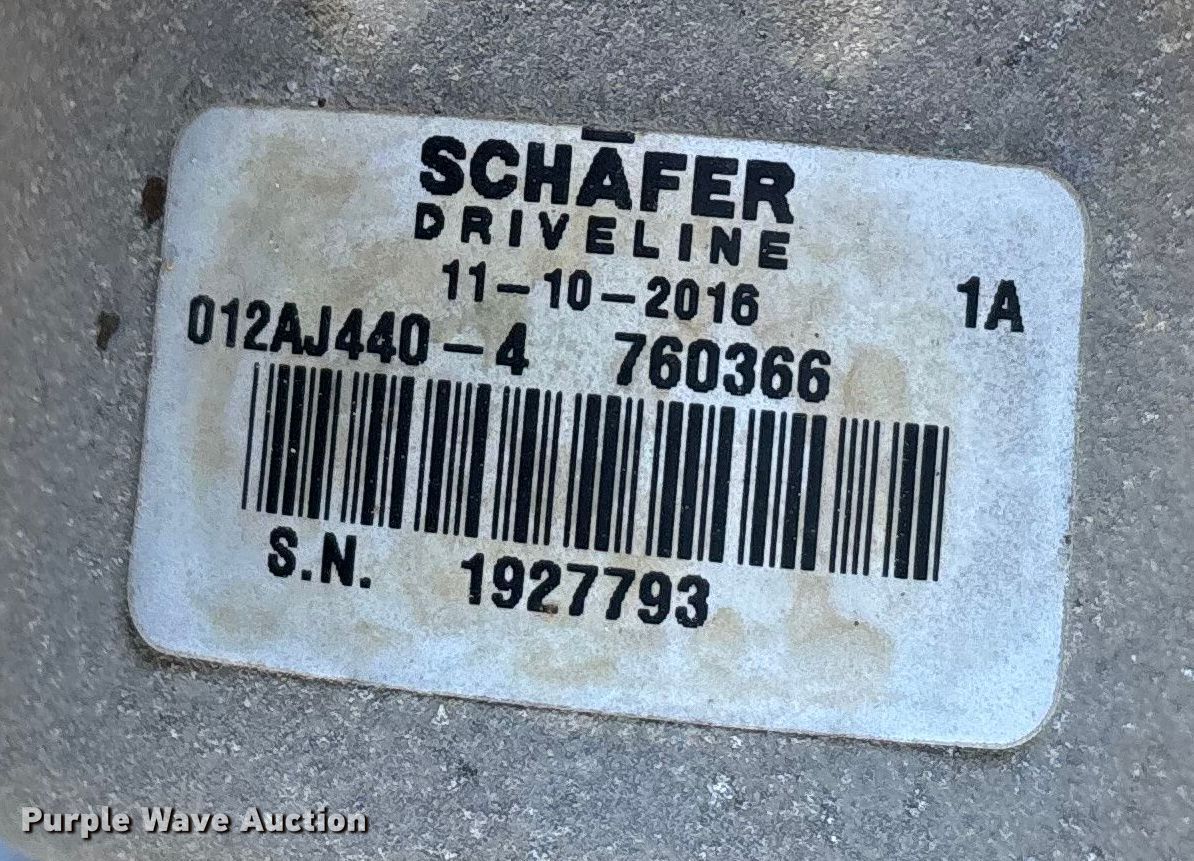 SCHÄFER
DRIVELINE
11-10-2016
1A
012AJ440-4 760366
S.N. 1927793
Purple Wave Auction